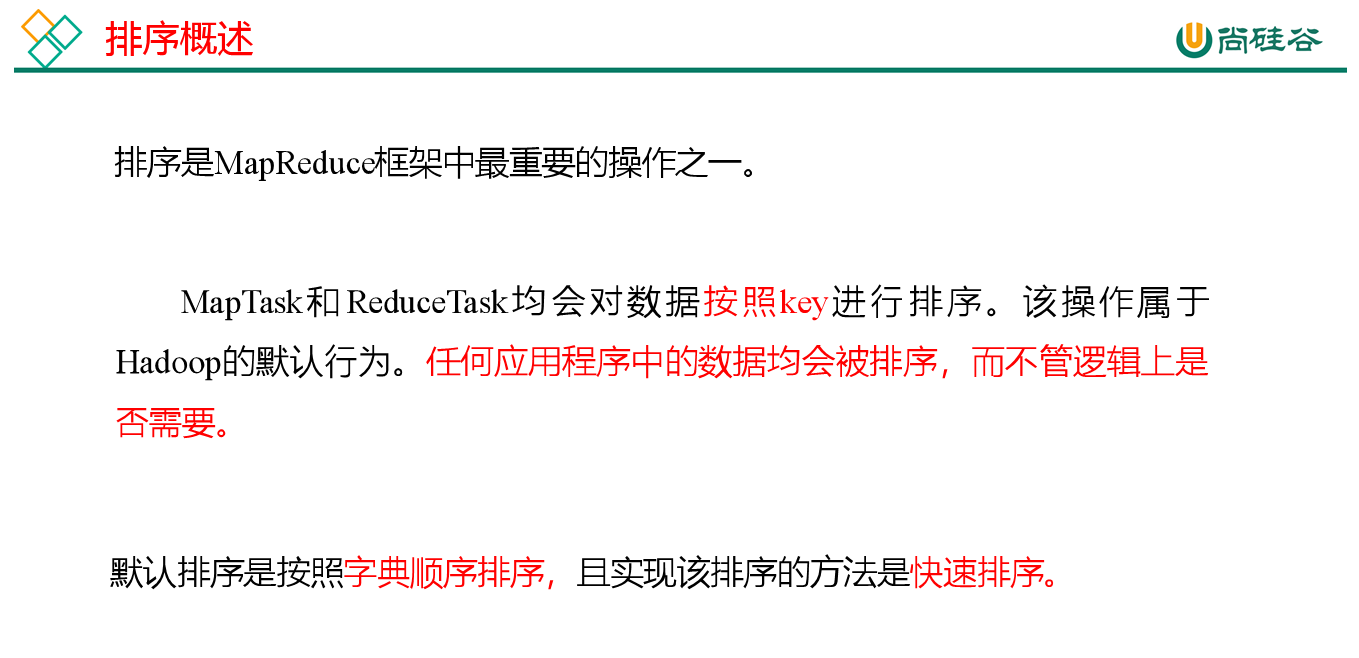 排序概述
尚硅谷
排序是MapReduce框架中最重要的操作之一。
MapTask和ReduceTask均会对数据按照key进行排序。该操作属于
Hadoop的默认行为。任何应用程序中的数据均会被排序，而不管逻辑上是
否需要。
默认排序是按照字典顺序排序，且实现该排序的方法是快速排序。